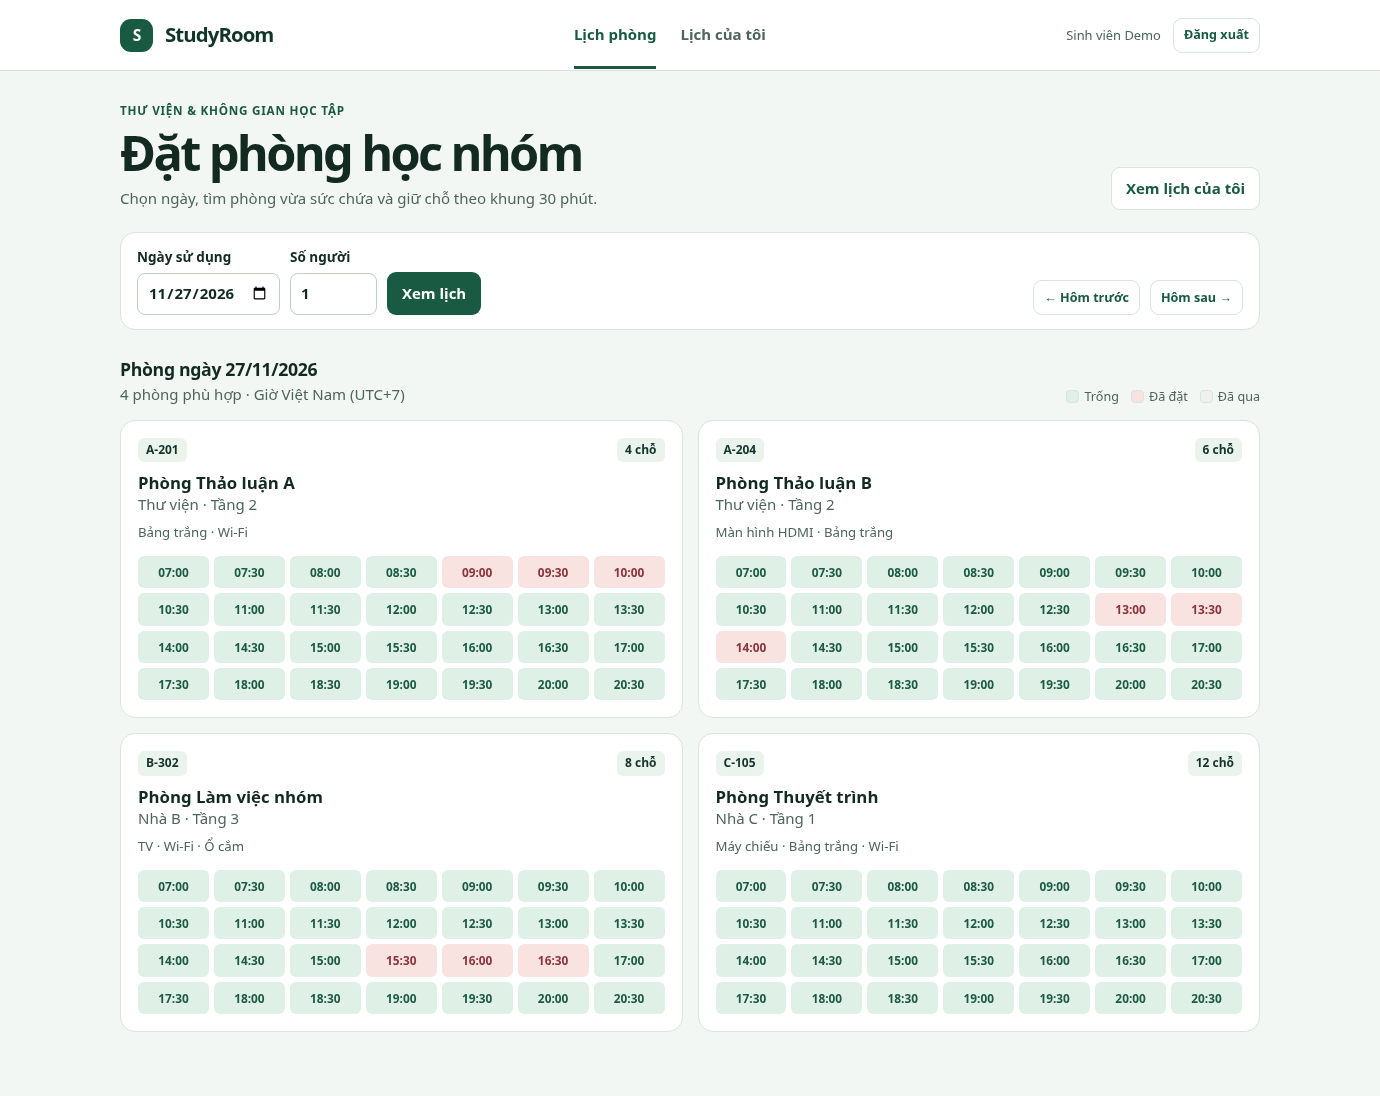 S StudyRoom Lịch phòng Lịch của tôi Sinh viên Demo Đăng xuất
THƯ VIỆN & KHÔNG GIAN HỌC TẬP
Đặt phòng học nhóm
Chọn ngày, tìm phòng vừa sức chứa và giữ chỗ theo khung 30 phút.
Xem lịch của tôi
Ngày sử dụng Số người
11/27/2026 1 Xem lịch ← Hôm trước Hôm sau →
Phòng ngày 27/11/2026
4 phòng phù hợp · Giờ Việt Nam (UTC+7)
Trống Đã đặt Đã qua
A-201 4 chỗ
Phòng Thảo luận A
Thư viện · Tầng 2
Bảng trắng · Wi-Fi
07:00 07:30 08:00 08:30 09:00 09:30 10:00
10:30 11:00 11:30 12:00 12:30 13:00 13:30
14:00 14:30 15:00 15:30 16:00 16:30 17:00
17:30 18:00 18:30 19:00 19:30 20:00 20:30
A-204 6 chỗ
Phòng Thảo luận B
Thư viện · Tầng 2
Màn hình HDMI · Bảng trắng
07:00 07:30 08:00 08:30 09:00 09:30 10:00
10:30 11:00 11:30 12:00 12:30 13:00 13:30
14:00 14:30 15:00 15:30 16:00 16:30 17:00
17:30 18:00 18:30 19:00 19:30 20:00 20:30
B-302 8 chỗ
Phòng Làm việc nhóm
Nhà B · Tầng 3
TV · Wi-Fi · Ổ cắm
07:00 07:30 08:00 08:30 09:00 09:30 10:00
10:30 11:00 11:30 12:00 12:30 13:00 13:30
14:00 14:30 15:00 15:30 16:00 16:30 17:00
17:30 18:00 18:30 19:00 19:30 20:00 20:30
C-105 12 chỗ
Phòng Thuyết trình
Nhà C · Tầng 1
Máy chiếu · Bảng trắng · Wi-Fi
07:00 07:30 08:00 08:30 09:00 09:30 10:00
10:30 11:00 11:30 12:00 12:30 13:00 13:30
14:00 14:30 15:00 15:30 16:00 16:30 17:00
17:30 18:00 18:30 19:00 19:30 20:00 20:30